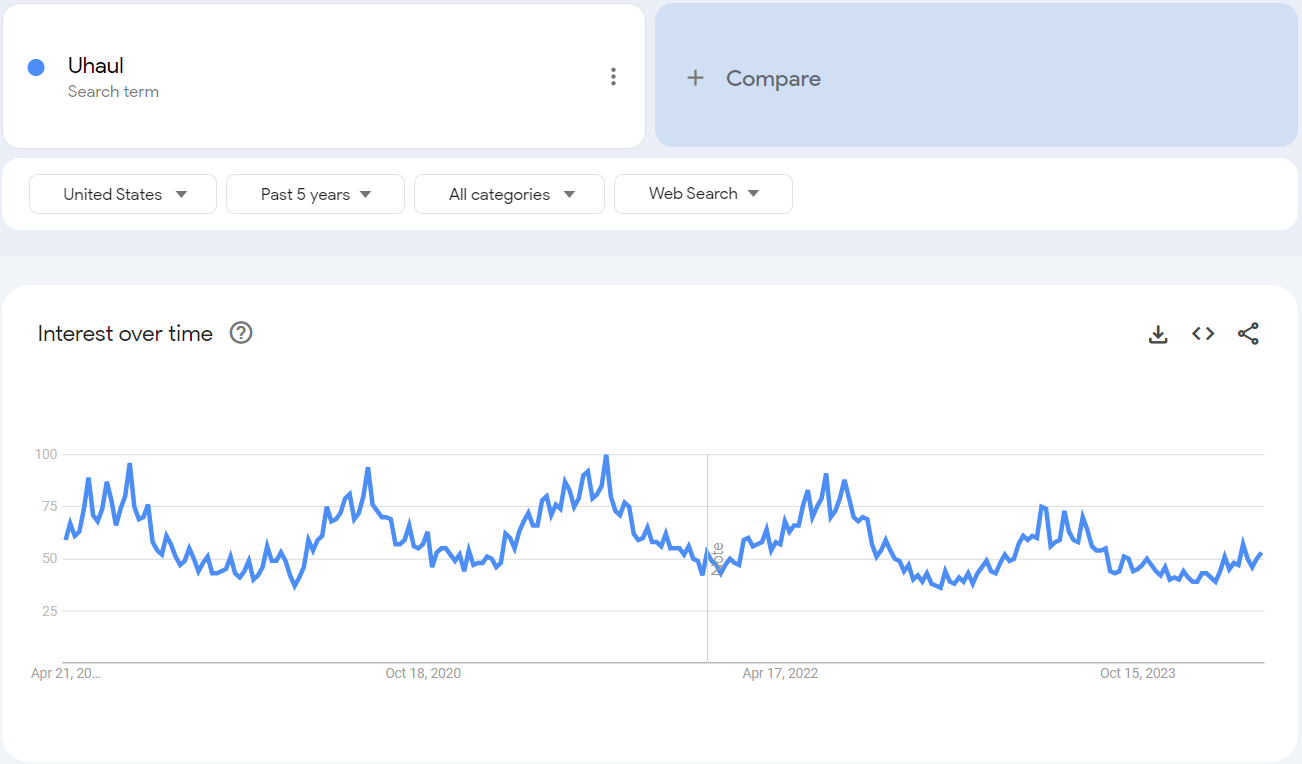 Uhaul
Search term
+ Compare
United States
Past 5 years
All categories
Web Search
Interest over time
?
100
75
50
25
Note
Apr 21, 20...
Oct 18, 2020
Apr 17, 2022
Oct 15, 2023